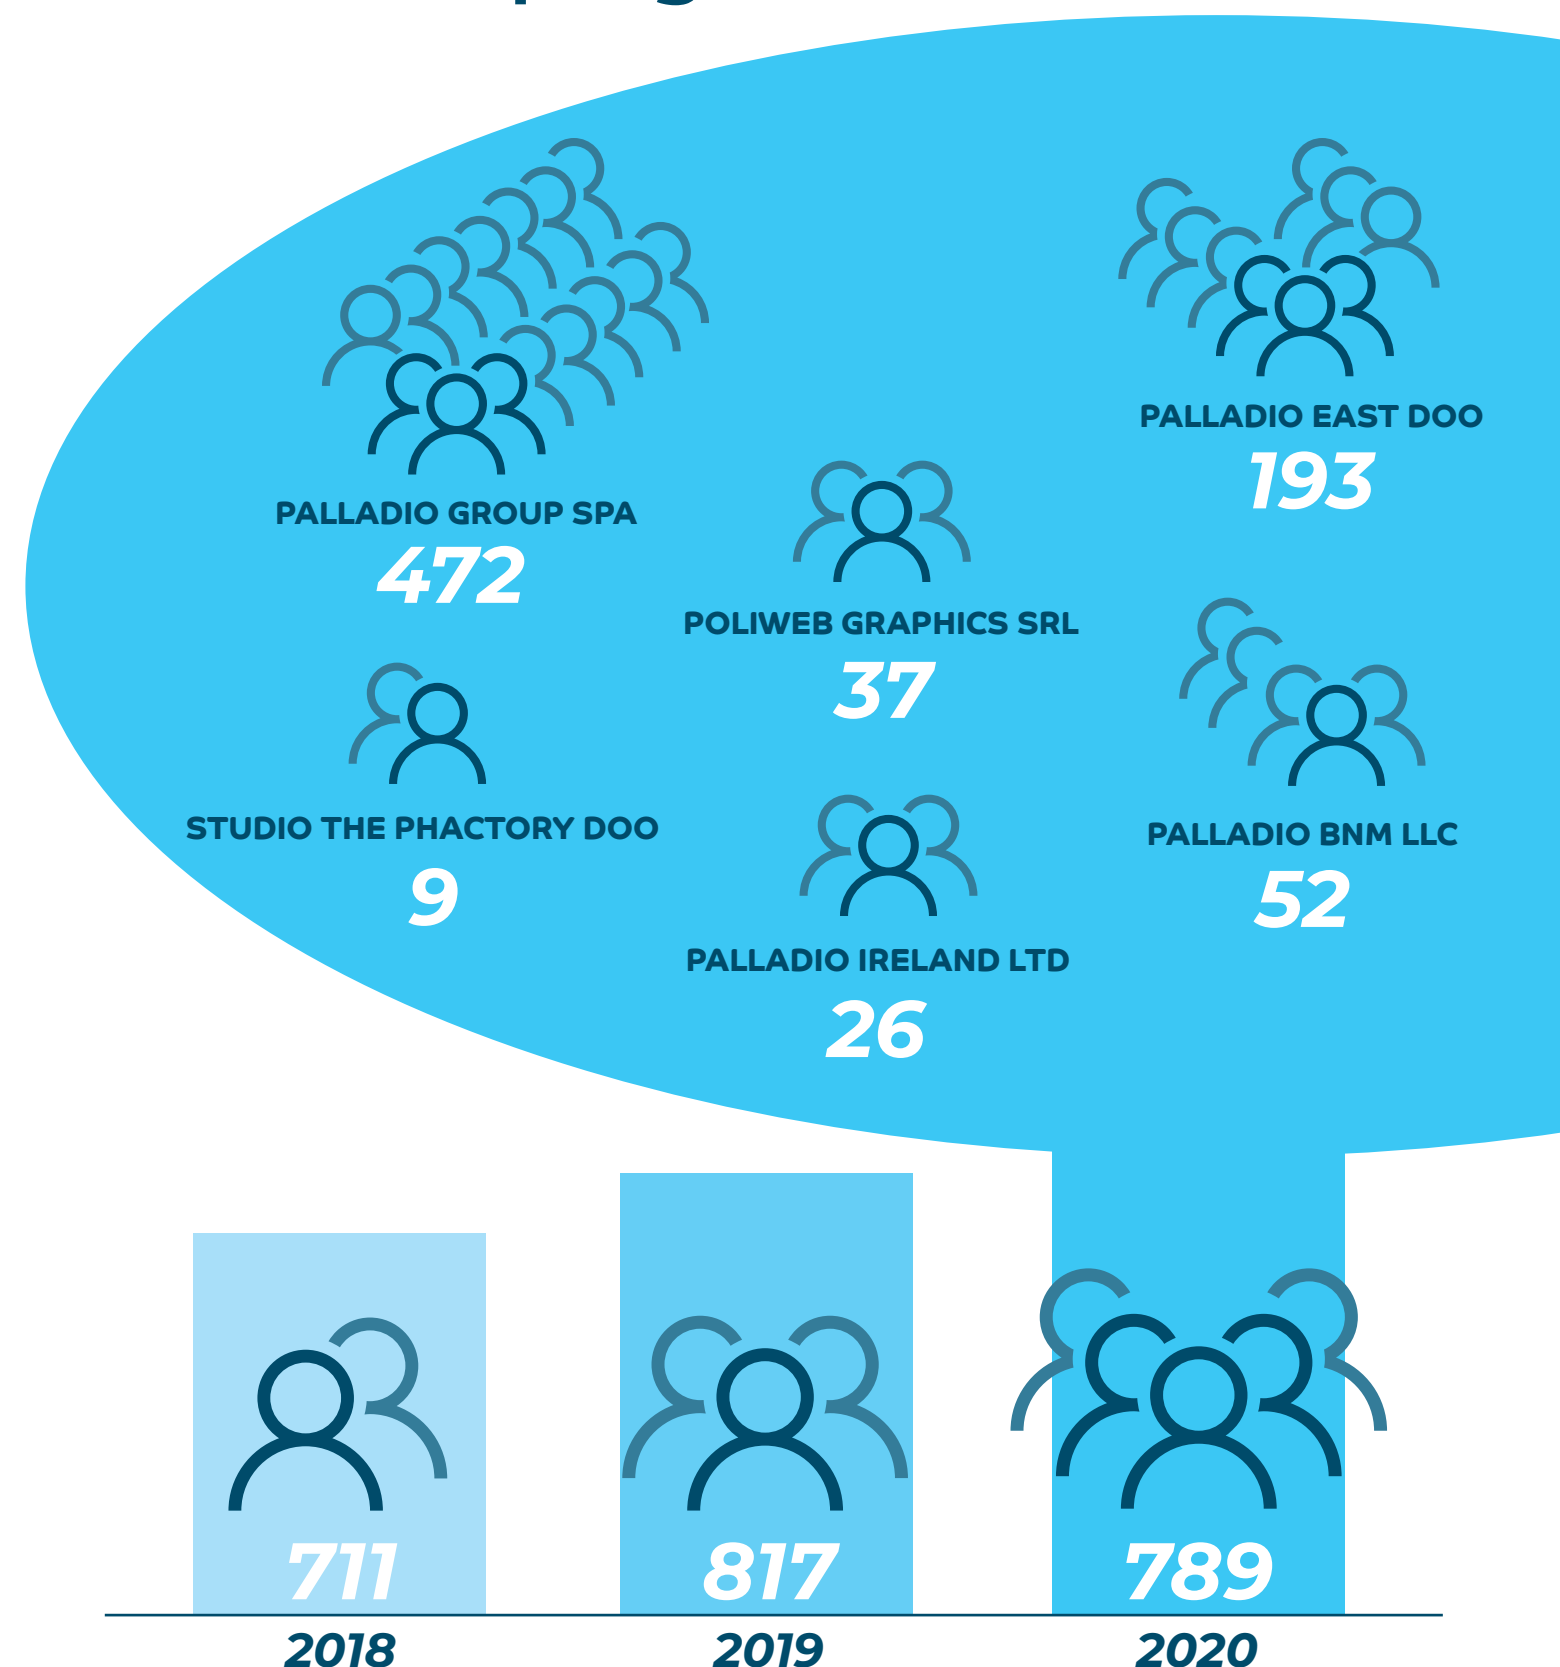 PALLADIO GROUP SPA
472
PALLADIO EAST DOO
193
POLIWEB GRAPHICS SRL
37
STUDIO THE PHACTORY DOO
9
PALLADIO BNM LLC
52
PALLADIO IRELAND LTD
26
711
817
789
2018
2019
2020